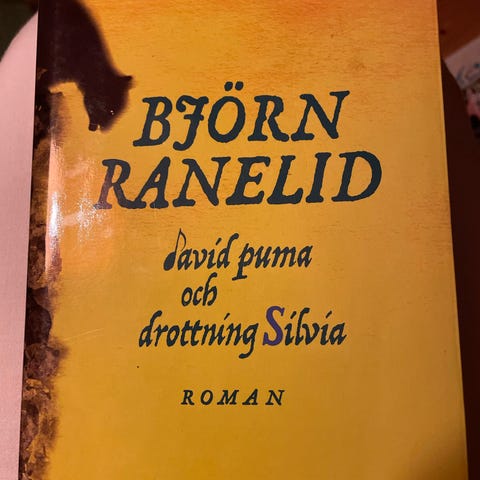 BJÖRN
RANELID
david puma
och
drottning Silvia
ROMAN